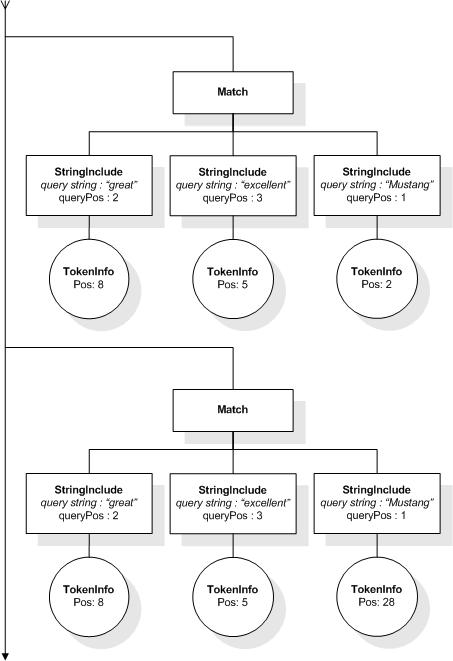 Match
StringInclude
query string : “great”
queryPos : 2
StringInclude
query string : “excellent”
queryPos : 3
StringInclude
query string : “Mustang”
queryPos : 1
TokenInfo
Pos: 8
TokenInfo
Pos: 5
TokenInfo
Pos: 2
Match
StringInclude
query string : “great”
queryPos : 2
StringInclude
query string : “excellent”
queryPos : 3
StringInclude
query string : “Mustang”
queryPos : 1
TokenInfo
Pos: 8
TokenInfo
Pos: 5
TokenInfo
Pos: 28